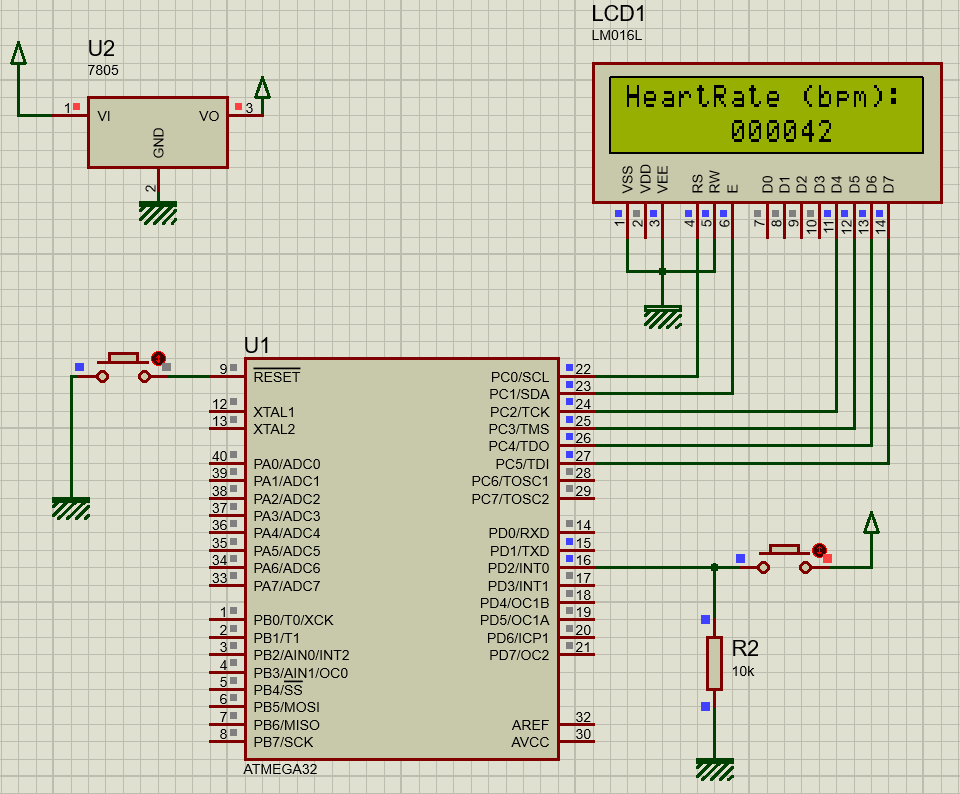 LCD1
LM016L
U2
7805
1
VI
VO
3
GND
2
HeartRate (bpm):
000042
VSS
VDD
VEE
RS
RW
E
D0
D1
D2
D3
D4
D5
D6
D7
1
2
3
4
5
6
7
8
9
10
11
12
13
14
U1
9
RESET
12
XTAL1
13
XTAL2
40
PA0/ADC0
39
PA1/ADC1
38
PA2/ADC2
37
PA3/ADC3
36
PA4/ADC4
35
PA5/ADC5
34
PA6/ADC6
33
PA7/ADC7
1
PB0/T0/XCK
2
PB1/T1
3
PB2/AIN0/INT2
4
PB3/AIN1/OC0
5
PB4/SS
6
PB5/MOSI
7
PB6/MISO
8
PB7/SCK
PC0/SCL
22
PC1/SDA
23
PC2/TCK
24
PC3/TMS
25
PC4/TDO
26
PC5/TDI
27
PC6/TOSC1
28
PC7/TOSC2
29
PD0/RXD
14
PD1/TXD
15
PD2/INT0
16
PD3/INT1
17
PD4/OC1B
18
PD5/OC1A
19
PD6/ICP1
20
PD7/OC2
21
AREF
32
AVCC
30
ATMEGA32
R2
10k